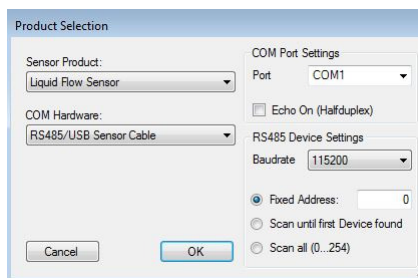 Product Selection
Sensor Product:
Liquid Flow Sensor
COM Hardware:
RS485/USB Sensor Cable
Cancel
OK
COM Port Settings
Port
COM1
Echo On (Halfduplex)
RS485 Device Settings
Baudrate
115200
Fixed Address:
0
Scan until first Device found
Scan all (0...254)